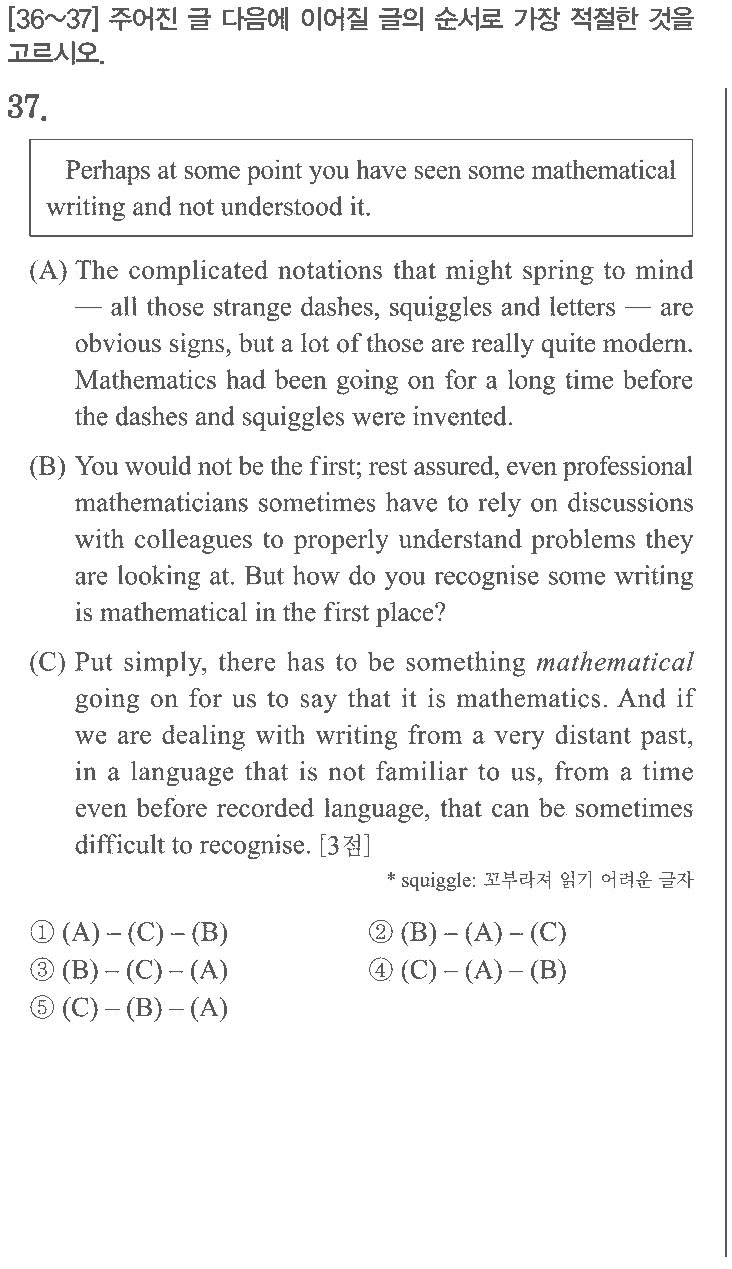 [36~37] 주어진 글 다음에 이어질 글의 순서로 가장 적절한 것을
고르시오.
37.
Perhaps at some point you have seen some mathematical
writing and not understood it.
(A) The complicated notations that might spring to mind
— all those strange dashes, squiggles and letters — are
obvious signs, but a lot of those are really quite modern.
Mathematics had been going on for a long time before
the dashes and squiggles were invented.
(B) You would not be the first; rest assured, even professional
mathematicians sometimes have to rely on discussions
with colleagues to properly understand problems they
are looking at. But how do you recognise some writing
is mathematical in the first place?
(C) Put simply, there has to be something mathematical
going on for us to say that it is mathematics. And if
we are dealing with writing from a very distant past,
in a language that is not familiar to us, from a time
even before recorded language, that can be sometimes
difficult to recognise. [3점]
* squiggle: 꼬부라져 읽기 어려운 글자
① (A) – (C) – (B) ② (B) – (A) – (C)
③ (B) – (C) – (A) ④ (C) – (A) – (B)
⑤ (C) – (B) – (A)